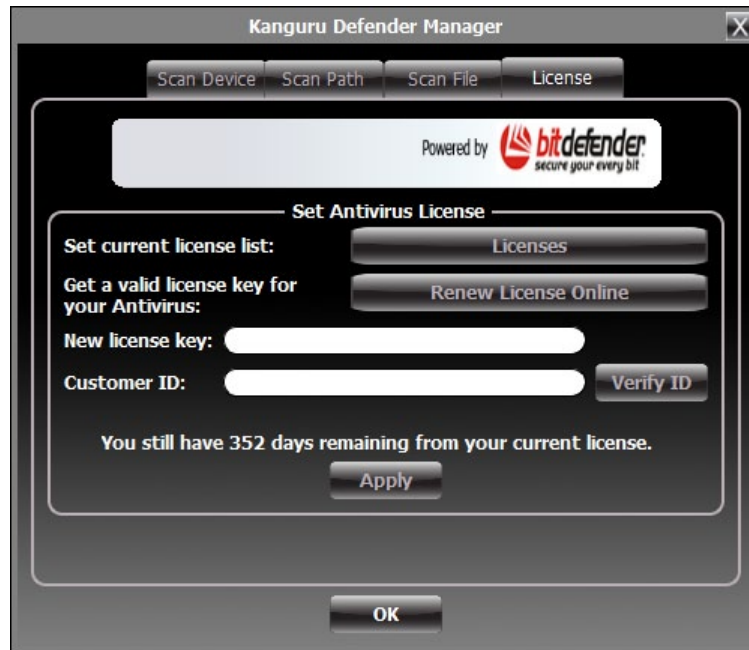 Kanguru Defender Manager
X
Scan Device
Scan Path
Scan File
License
Powered by
bitdefender
secure your every bit
Set Antivirus License
Set current license list:
Licenses
Get a valid license key for
your Antivirus:
Renew License Online
New license key:
Customer ID:
Verify ID
You still have 352 days remaining from your current license.
Apply
OK